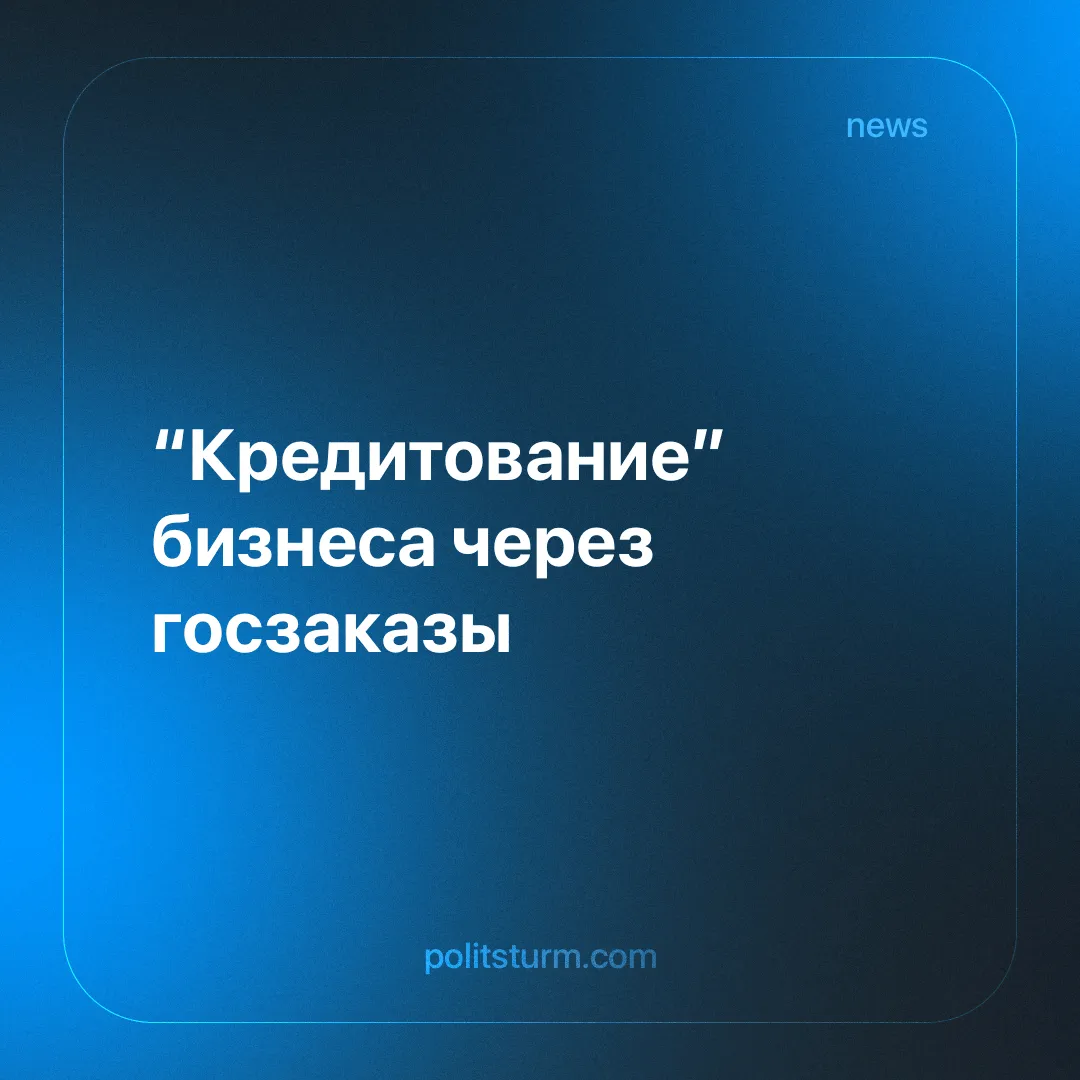 news
“Кредитование”
бизнеса через
госзаказы
politsturm.com